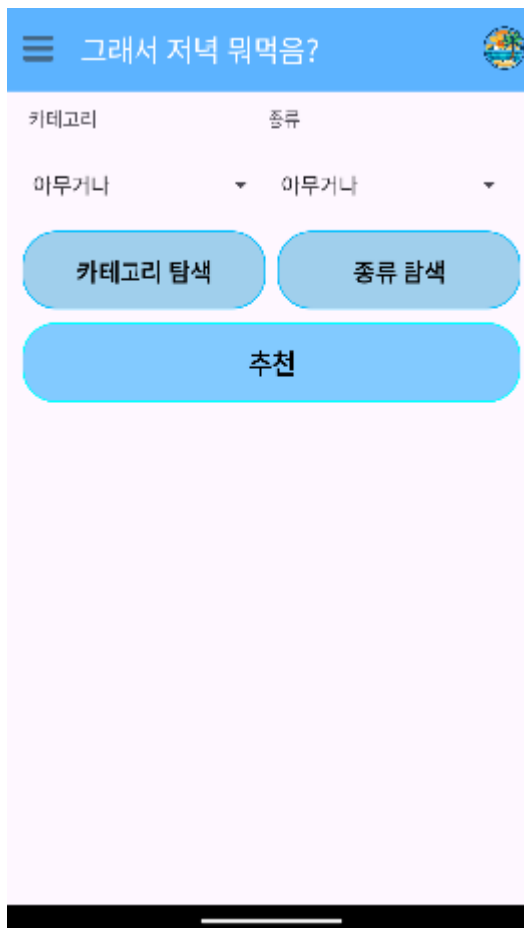 그래서 저녁 뭐먹음?
카테고리 종류
아무거나 아무거나
카테고리 탐색 종류 탐색
추천